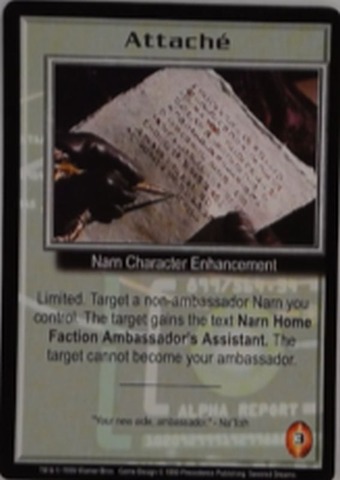 Attaché
Narn Character Enhancement
Limited. Target a non-ambassador Narn you
control. The target gains the text Narn Home
Faction Ambassador's Assistant. The
target cannot become your ambassador.
"Your new aide, ambassador." - Na'Toth
ALPHA REPORT
3